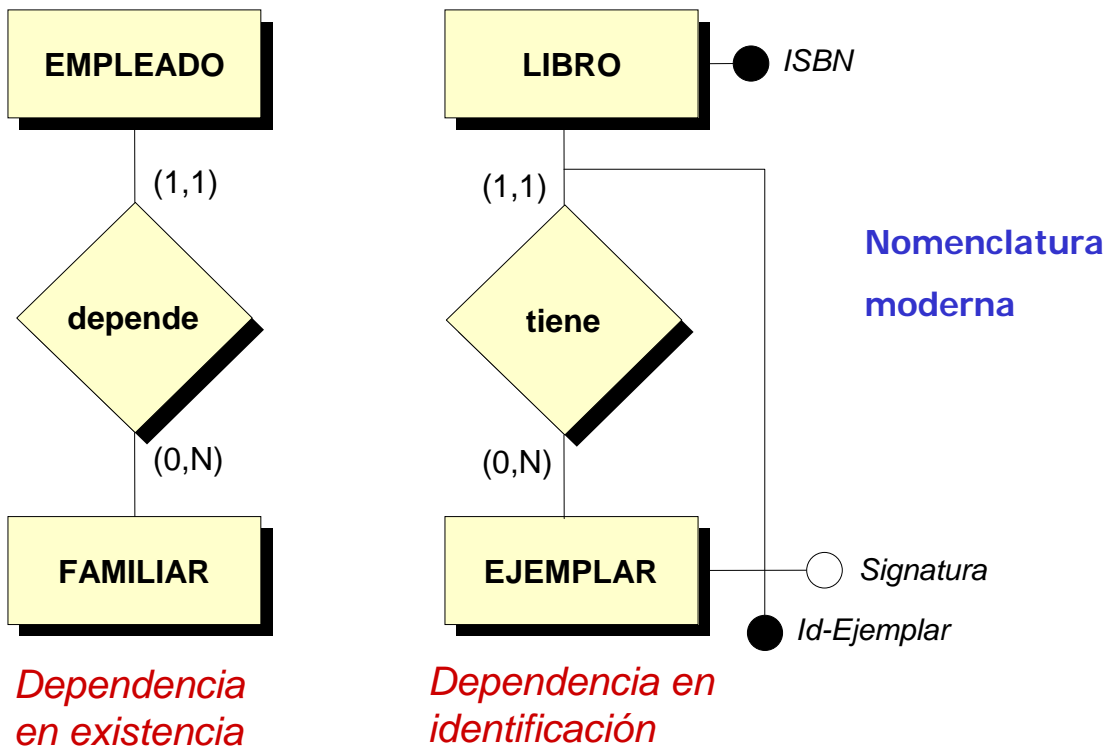 EMPLEADO
(1,1)
depende
(0,N)
FAMILIAR
Dependencia
en existencia
LIBRO
ISBN
(1,1)
tiene
(0,N)
EJEMPLAR
Signatura
Id-Ejemplar
Dependencia en
identificación
Nomenclatura
moderna